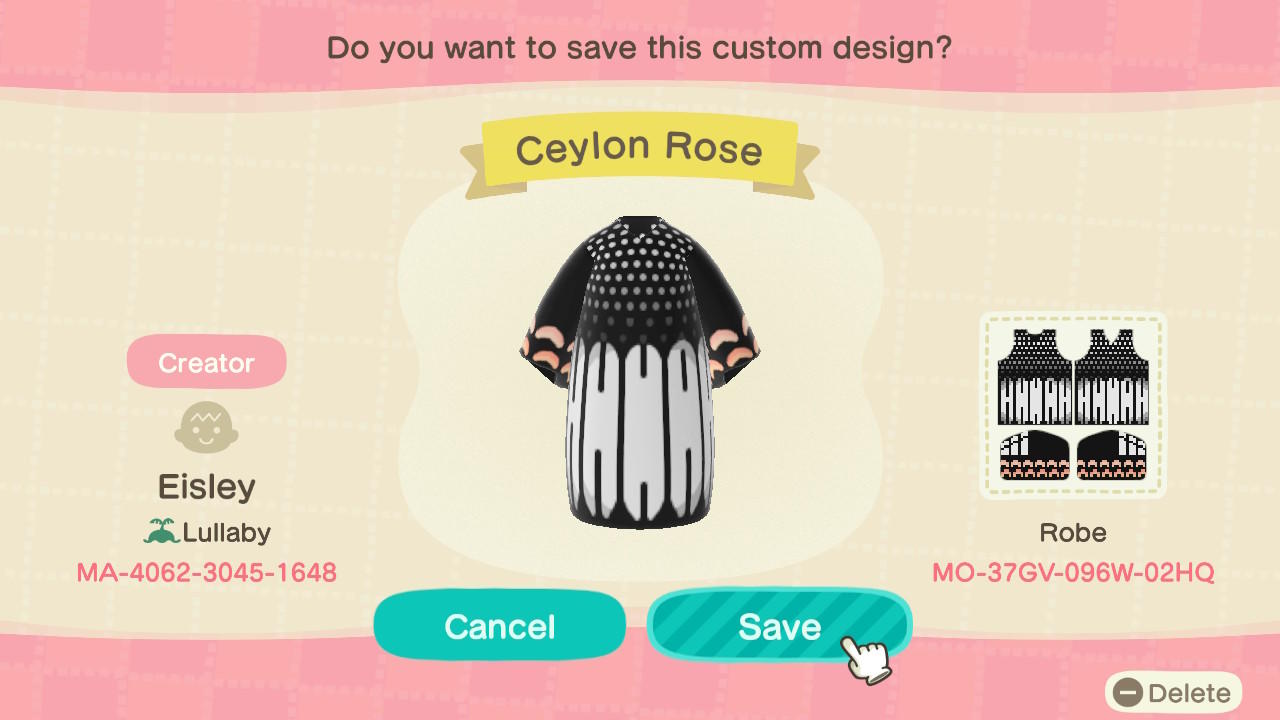 Do you want to save this custom design?
Ceylon Rose
Creator
Eisley
Lullaby
MA-4062-3045-1648
Robe
MO-37GV-096W-02HQ
Cancel
Save
Delete